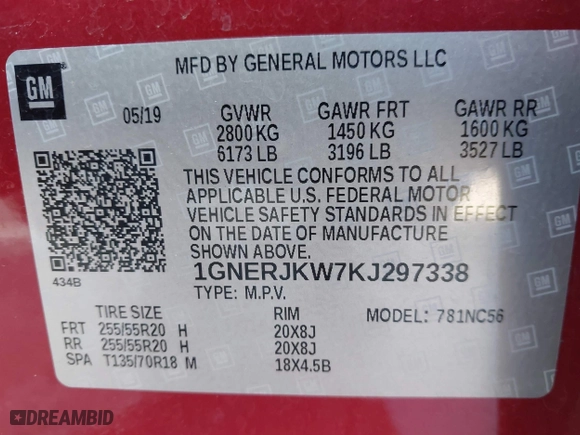 GM
MFD BY GENERAL MOTORS LLC
05/19 GVWR GAWR FRT GAWR RR
2800 KG 1450 KG 1600 KG
6173 LB 3196 LB 3527 LB
THIS VEHICLE CONFORMS TO ALL
APPLICABLE U.S. FEDERAL MOTOR
VEHICLE SAFETY STANDARDS IN EFFECT
ON THE DATE OF MANUFACTURE
SHOWN ABOVE.
434B
1GNERJKW7KJ297338
TYPE: M.P.V.
TIRE SIZE RIM MODEL: 781NC56
FRT 255/55R20 H 20X8J
RR 255/55R20 H 20X8J
SPA T135/70R18 M 18X4.5B
DREAMBID